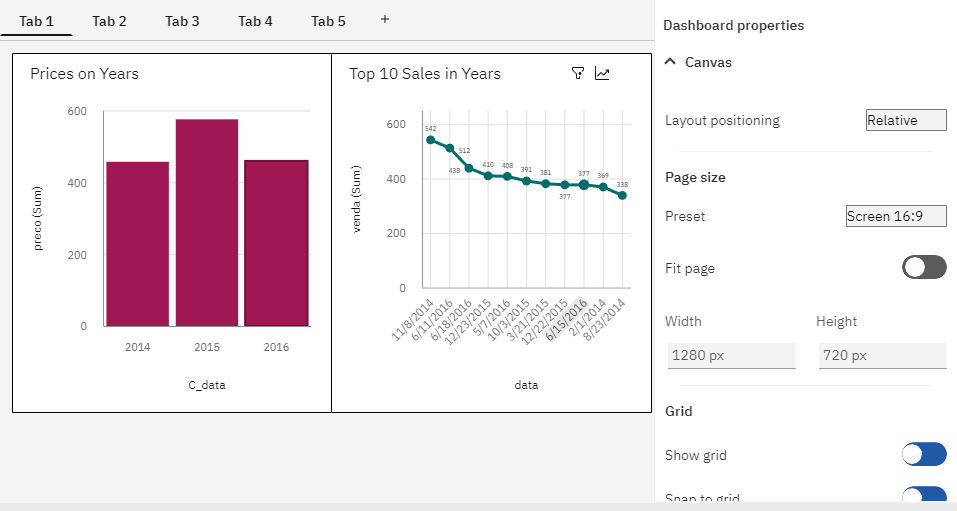 Tab 1 Tab 2 Tab 3 Tab 4 Tab 5 +
Prices on Years
600
400
200
0
preco (Sum)
2014 2015 2016
C_data
Top 10 Sales in Years
600
400
200
0
venda (Sum)
542
512
438
410
408
391
381
377
377
369
338
11/8/2014
6/11/2016
6/18/2016
12/23/2015
5/7/2016
10/3/2015
3/21/2015
12/22/2015
6/15/2016
2/1/2014
8/23/2014
data
Dashboard properties
Canvas
Layout positioning Relative
Page size
Preset Screen 16:9
Fit page
Width Height
1280 px 720 px
Grid
Show grid
Snap to grid